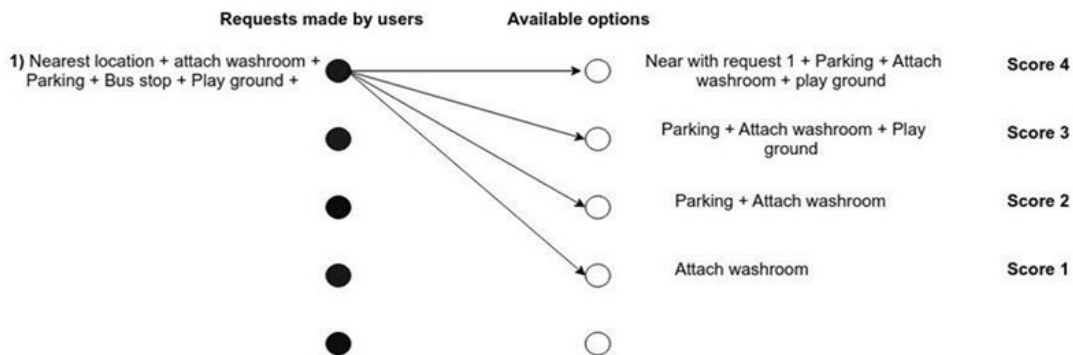 Requests made by users Available options
1) Nearest location + attach washroom +
Parking + Bus stop + Play ground +
Near with request 1 + Parking + Attach
washroom + play ground
Score 4
Parking + Attach washroom + Play
ground
Score 3
Parking + Attach washroom
Score 2
Attach washroom
Score 1